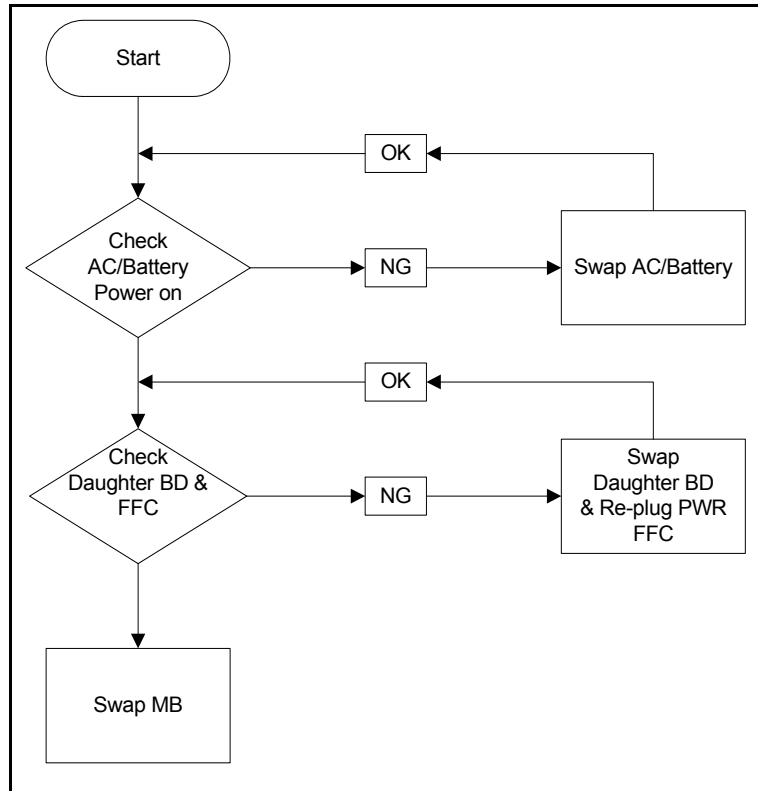 Start
OK
Check
AC/Battery
Power on
NG
Swap AC/Battery
OK
Check
Daughter BD &
FFC
NG
Swap
Daughter BD
& Re-plug PWR
FFC
Swap MB